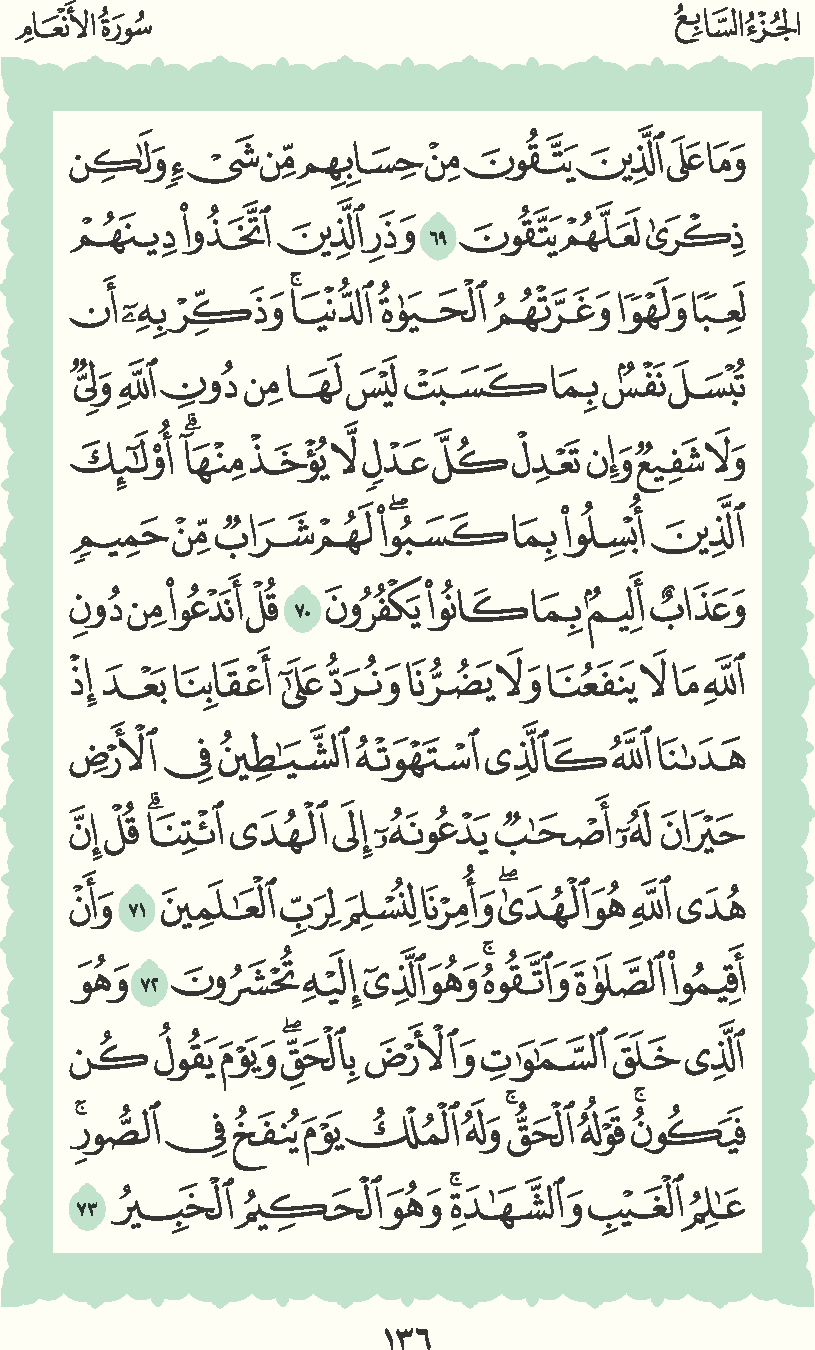 الجُزْءُ السَّابِعُ
سُورَةُ الأَنْعَام
وَمَا عَلَى ٱلَّذِينَ يَتَّقُونَ مِنْ حِسَابِهِم مِّن شَىْءٍ وَلَـٰكِن
ذِكْرَىٰ لَعَلَّهُمْ يَتَّقُونَ ٦٩ وَذَرِ ٱلَّذِينَ ٱتَّخَذُوا۟ دِينَهُمْ
لَعِبًا وَلَهْوًا وَغَرَّتْهُمُ ٱلْحَيَوٰةُ ٱلدُّنْيَا ۚ وَذَكِّرْ بِهِۦٓ أَن
تُبْسَلَ نَفْسٌۢ بِمَا كَسَبَتْ لَيْسَ لَهَا مِن دُونِ ٱللَّهِ وَلِىٌّ
وَلَا شَفِيعٌ وَإِن تَعْدِلْ كُلَّ عَدْلٍ لَّا يُؤْخَذْ مِنْهَآ ۗ أُو۟لَـٰٓئِكَ
ٱلَّذِينَ أُبْسِلُوا۟ بِمَا كَسَبُوا۟ ۖ لَهُمْ شَرَابٌ مِّنْ حَمِيمٍ
وَعَذَابٌ أَلِيمٌۢ بِمَا كَانُوا۟ يَكْفُرُونَ ٧٠ قُلْ أَنَدْعُوا۟ مِن دُونِ
ٱللَّهِ مَا لَا يَنفَعُنَا وَلَا يَضُرُّنَا وَنُرَدُّ عَلَىٰٓ أَعْقَابِنَا بَعْدَ إِذْ
هَدَىٰنَا ٱللَّهُ كَٱلَّذِى ٱسْتَهْوَتْهُ ٱلشَّيَـٰطِينُ فِى ٱلْأَرْضِ
حَيْرَانَ لَهُۥٓ أَصْحَـٰبٌ يَدْعُونَهُۥٓ إِلَى ٱلْهُدَى ٱئْتِنَا ۗ قُلْ إِنَّ
هُدَى ٱللَّهِ هُوَ ٱلْهُدَىٰ ۖ وَأُمِرْنَا لِنُسْلِمَ لِرَبِّ ٱلْعَـٰلَمِينَ ٧١ وَأَنْ
أَقِيمُوا۟ ٱلصَّلَوٰةَ وَٱتَّقُوهُ ۚ وَهُوَ ٱلَّذِىٓ إِلَيْهِ تُحْشَرُونَ ٧٢ وَهُوَ
ٱلَّذِى خَلَقَ ٱلسَّمَـٰوَٰتِ وَٱلْأَرْضَ بِٱلْحَقِّ ۖ وَيَوْمَ يَقُولُ كُن
فَيَكُونُ ۚ قَوْلُهُ ٱلْحَقُّ ۚ وَلَهُ ٱلْمُلْكُ يَوْمَ يُنفَخُ فِى ٱلصُّورِ ۚ
عَـٰلِمُ ٱلْغَيْبِ وَٱلشَّهَـٰدَةِ ۚ وَهُوَ ٱلْحَكِيمُ ٱلْخَبِيرُ ٧٣
١٣٦